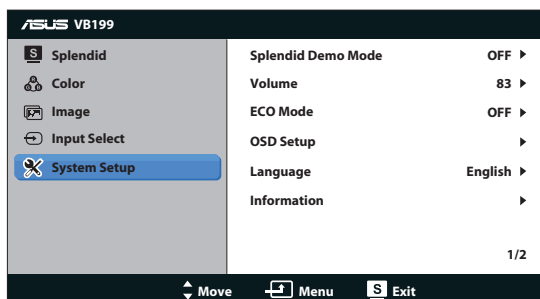 ASUS VB199
S Splendid
Color
Image
Input Select
System Setup
Splendid Demo Mode OFF
Volume 83
ECO Mode OFF
OSD Setup
Language English
Information
1/2
Move Menu S Exit